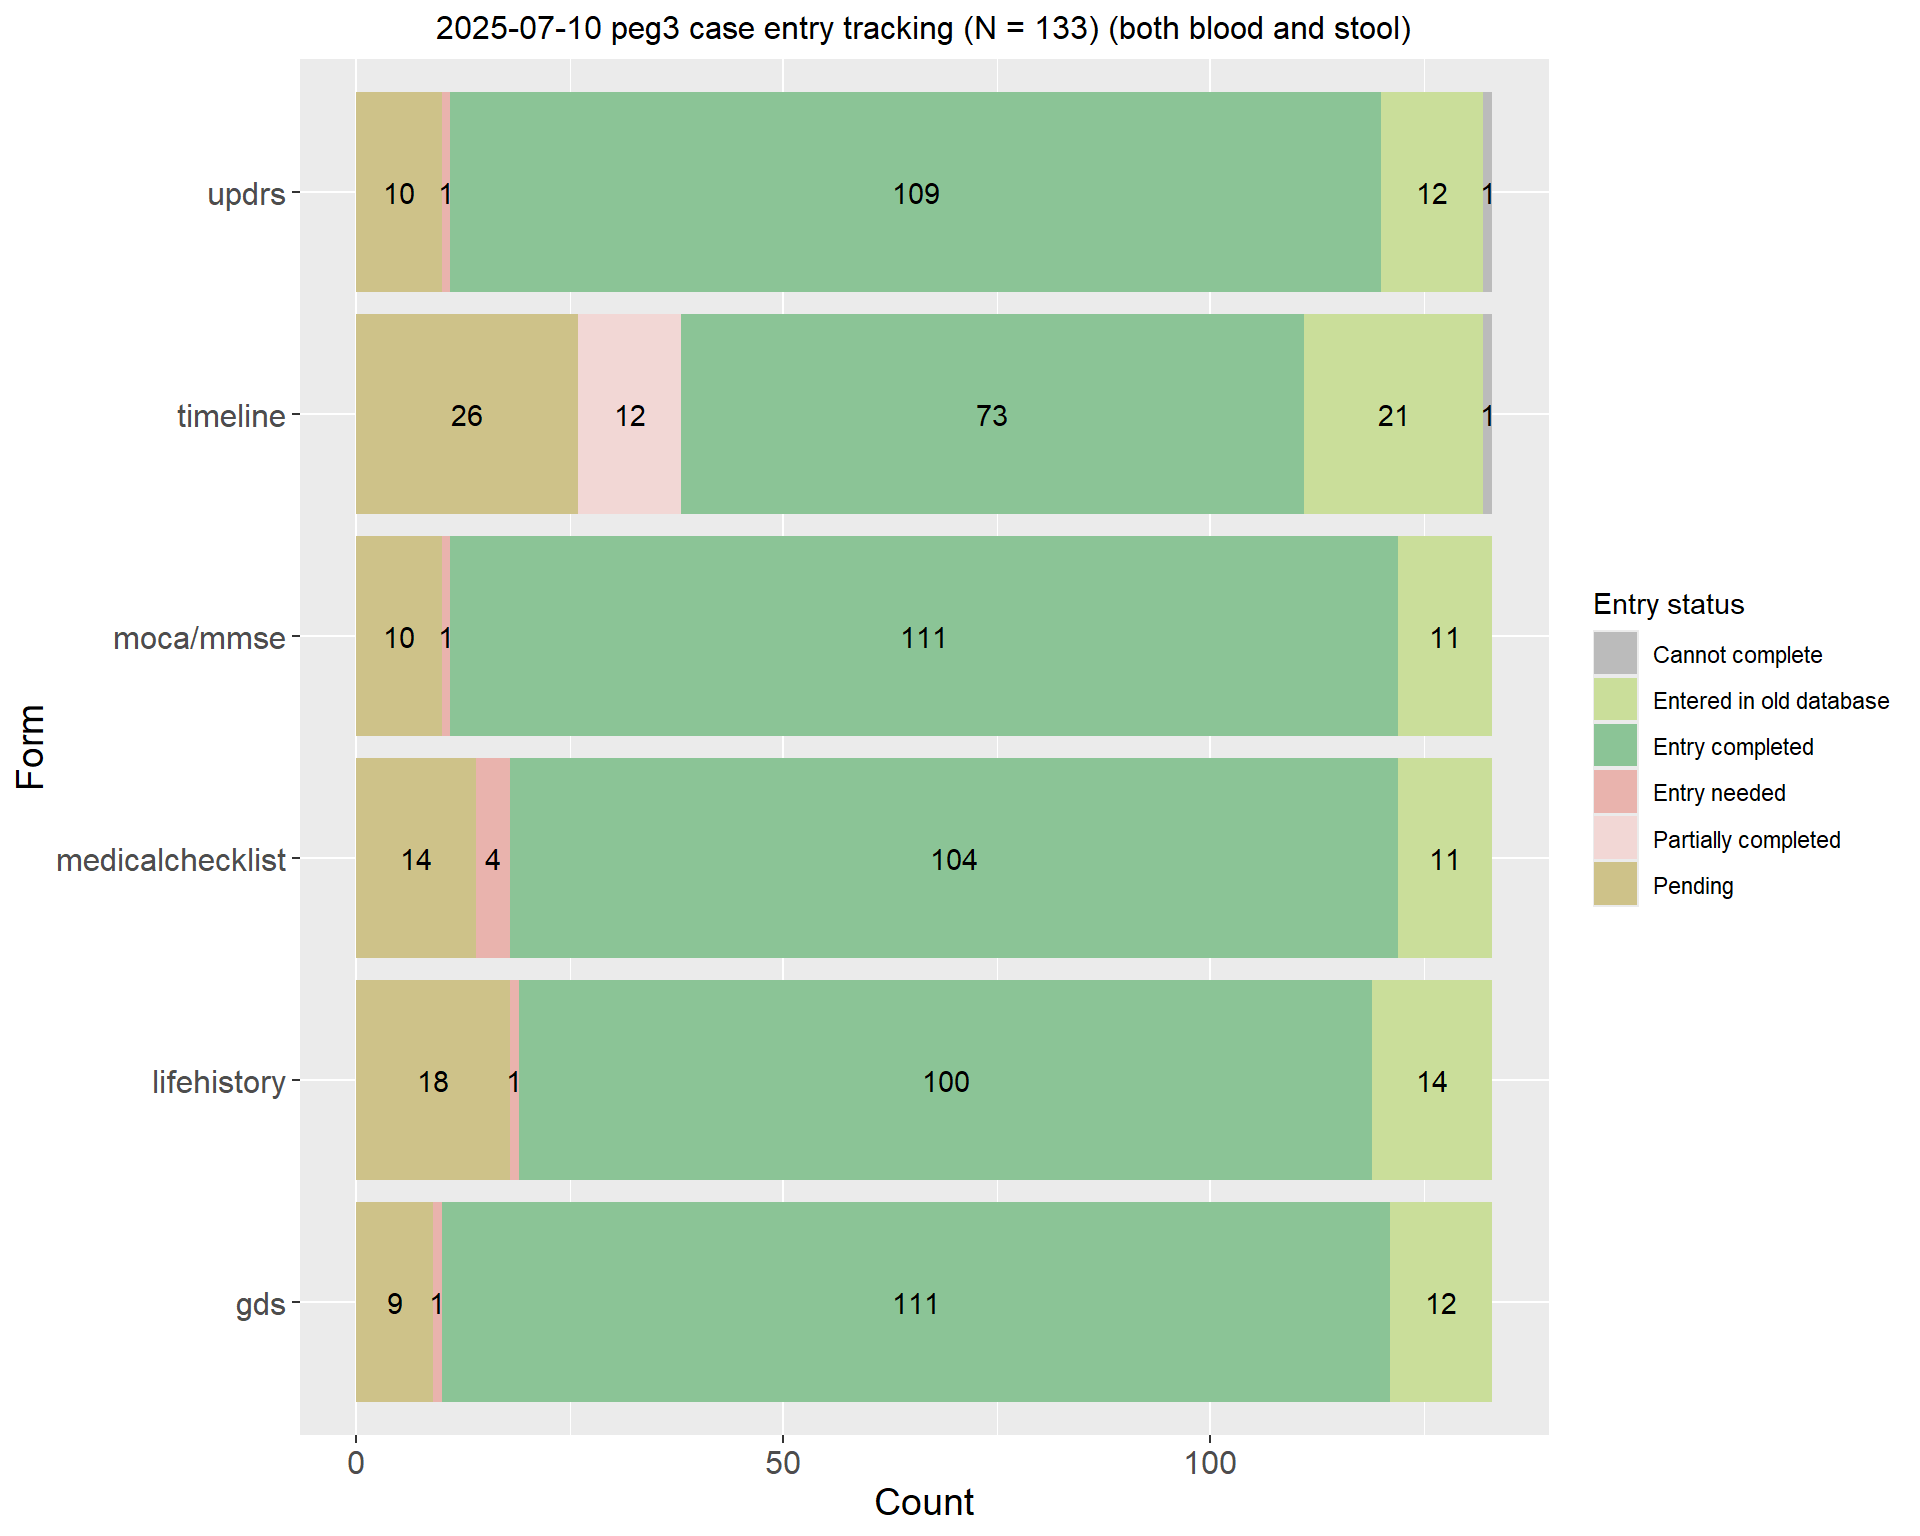 2025-07-10 peg3 case entry tracking (N = 133) (both blood and stool)
Form
updrs
10 1 109 12 1
timeline
26 12 73 21 1
moca/mmse
10 1 111 11
medicalchecklist
14 4 104 11
lifehistory
18 1 100 14
gds
9 1 111 12
0 50 100
Count
Entry status
Cannot complete
Entered in old database
Entry completed
Entry needed
Partially completed
Pending